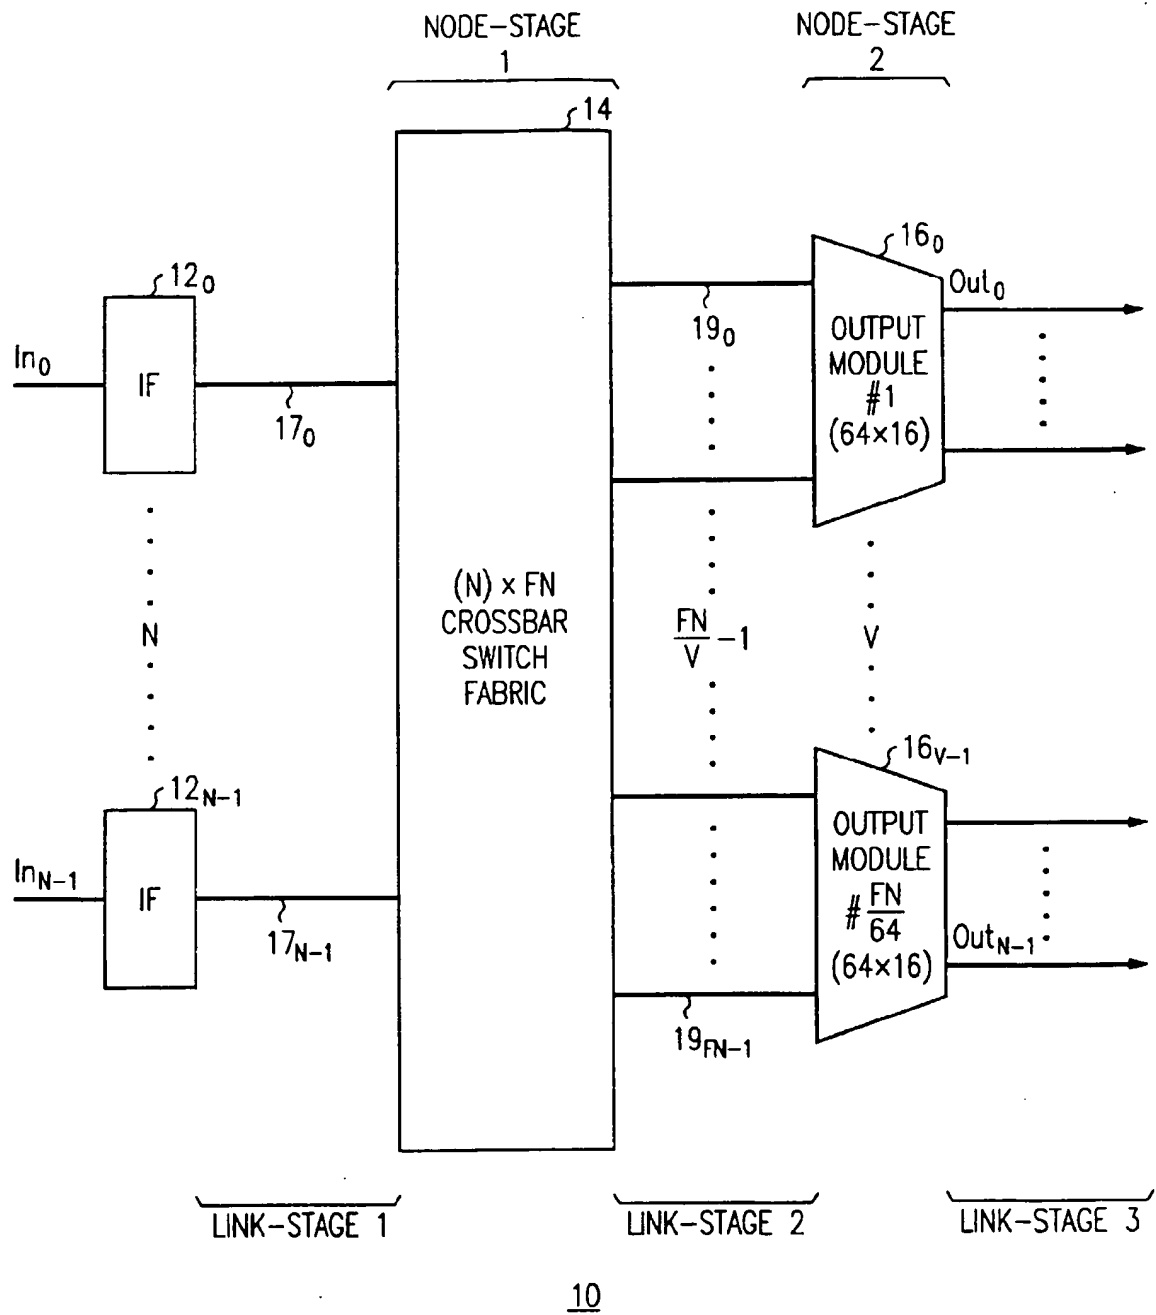 NODE-STAGE
1
NODE-STAGE
2
14
16₀
Out₀
12₀
In₀
IF
17₀
19₀
OUTPUT
MODULE
#1
(64×16)
N
(N) × FN
CROSSBAR
SWITCH
FABRIC
FN
V
-1
V
16V-1
12N-1
InN-1
IF
17N-1
OUTPUT
MODULE
# FN
64
(64×16)
OutN-1
19FN-1
LINK-STAGE 1
LINK-STAGE 2
LINK-STAGE 3
10